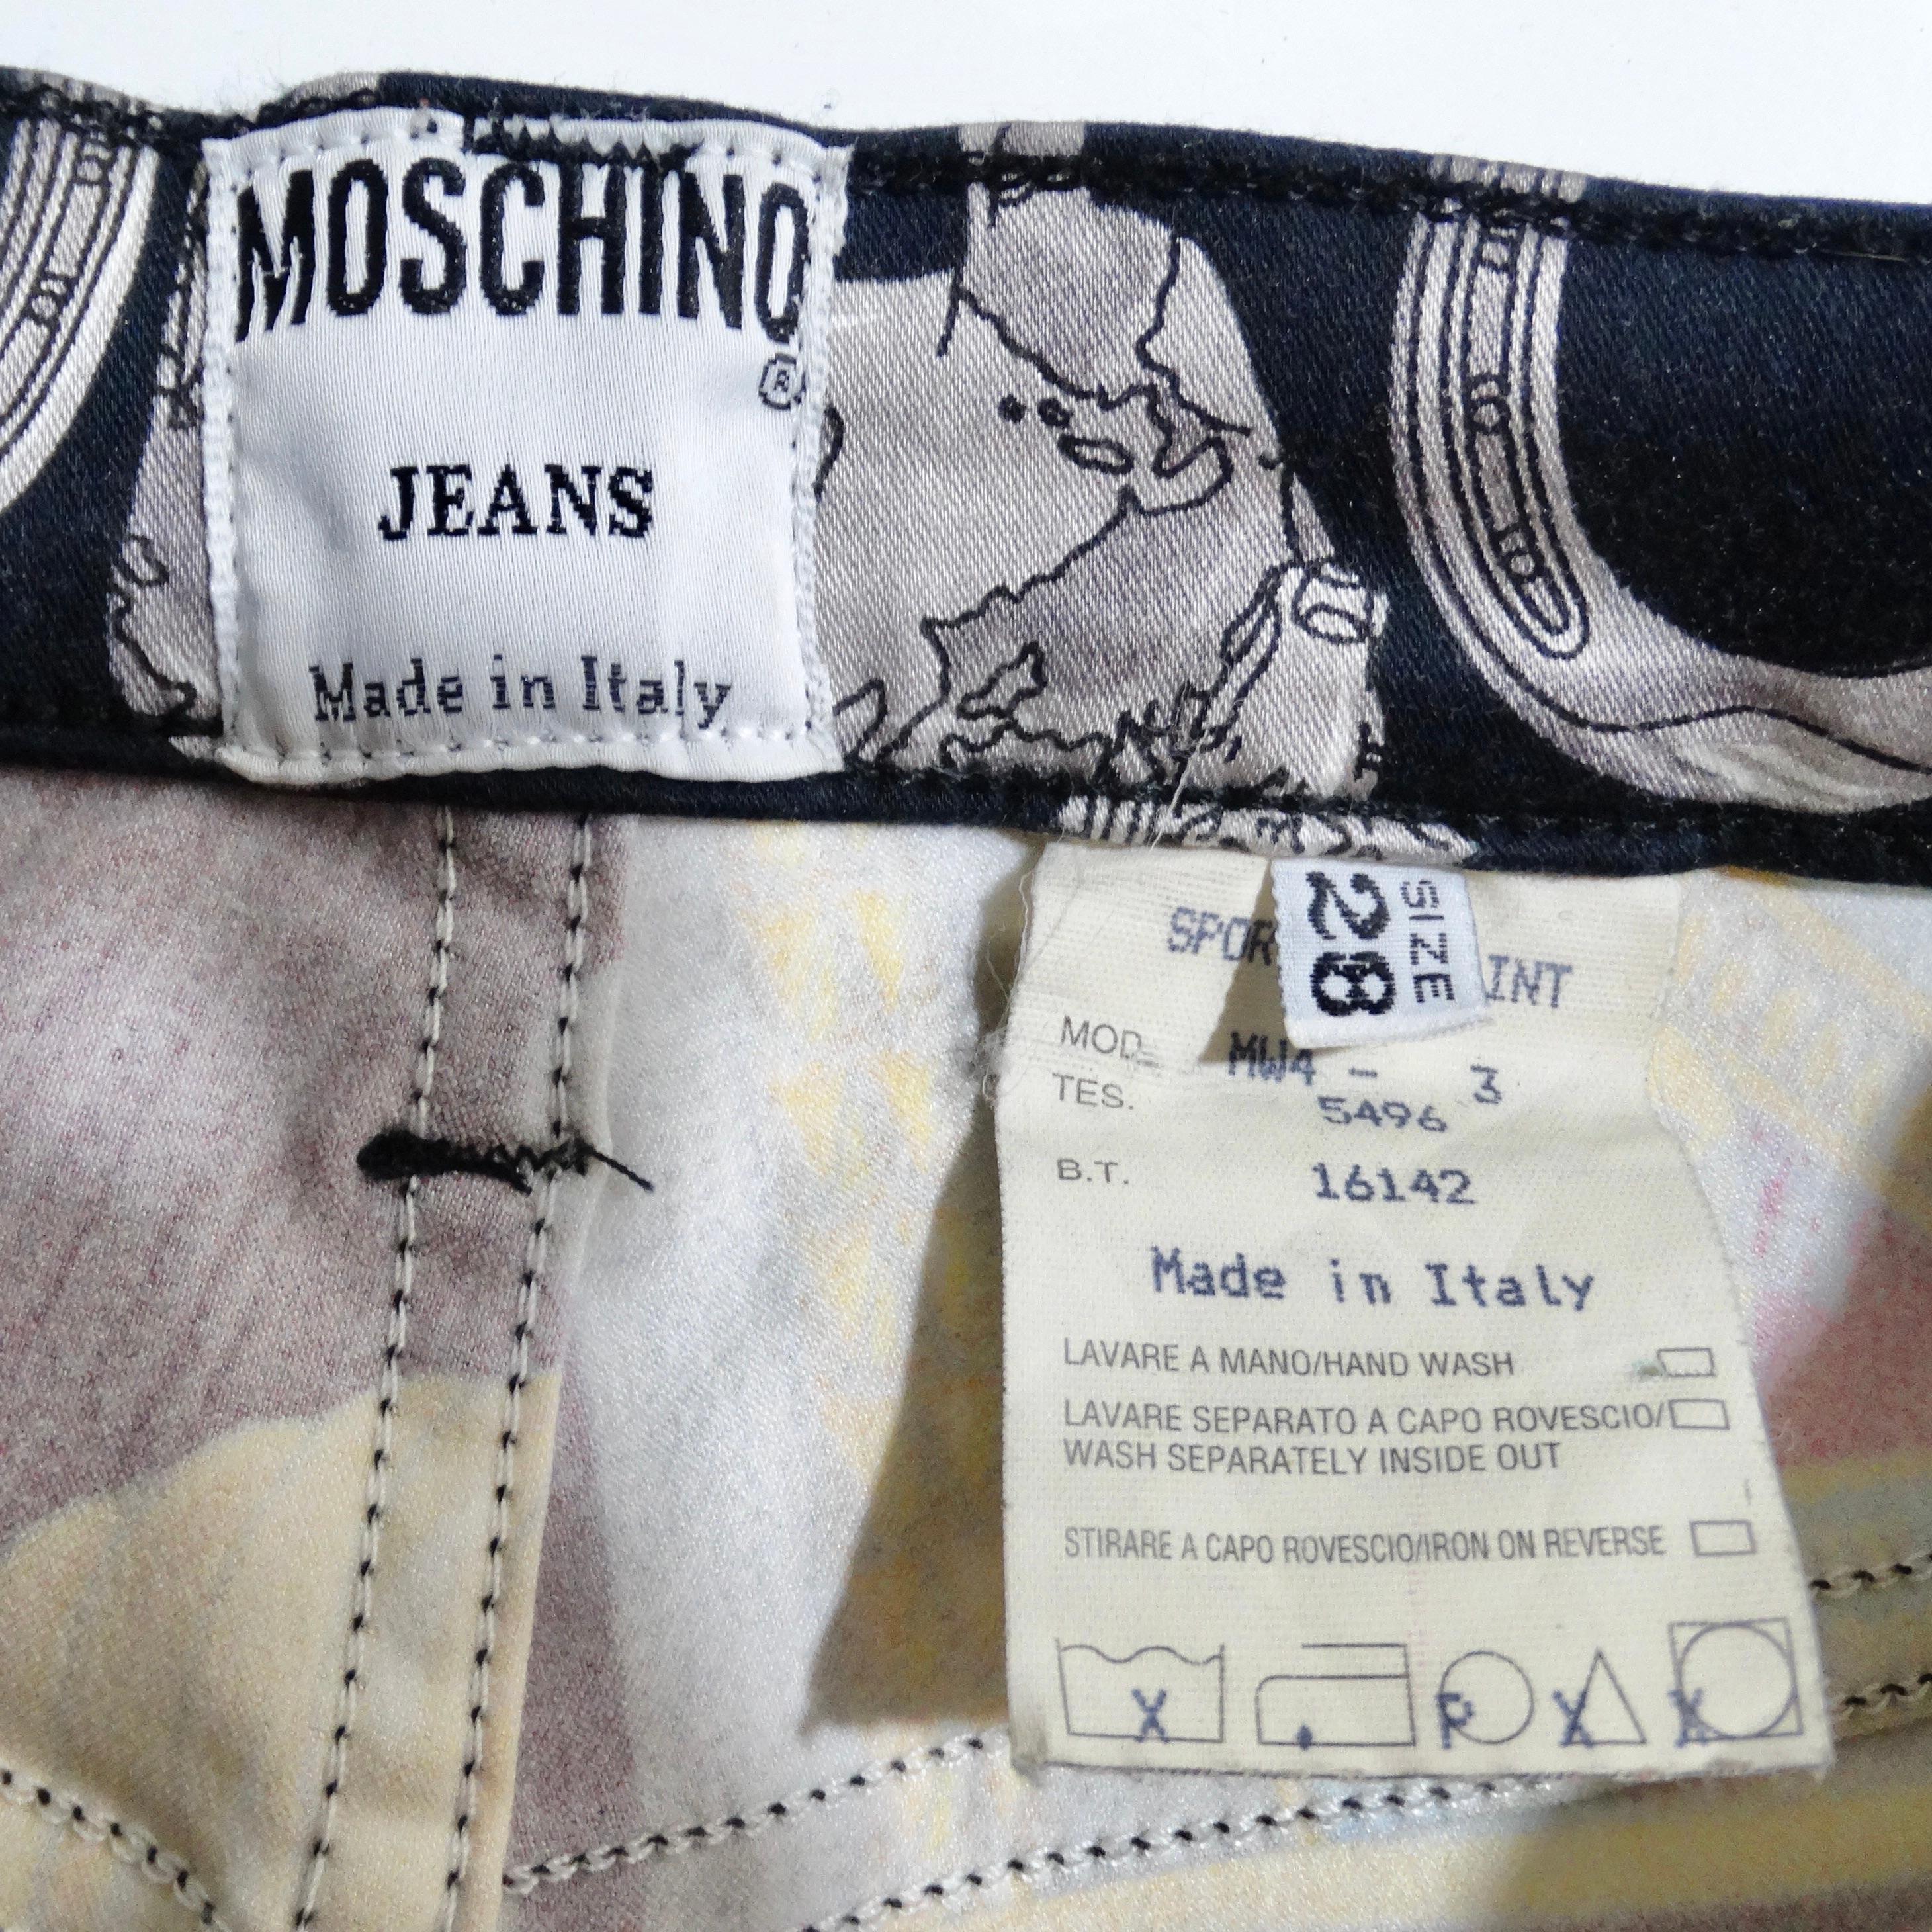 MOSCHINO
®
JEANS
Made in Italy
SIZE
28
MOD.
MW4 - 3
TES.
5496
B.T.
16142
Made in Italy
LAVARE A MANO/HAND WASH
LAVARE SEPARATO A CAPO ROVESCIO/
WASH SEPARATELY INSIDE OUT
STIRARE A CAPO ROVESCIO/IRON ON REVERSE
X
P
X
X